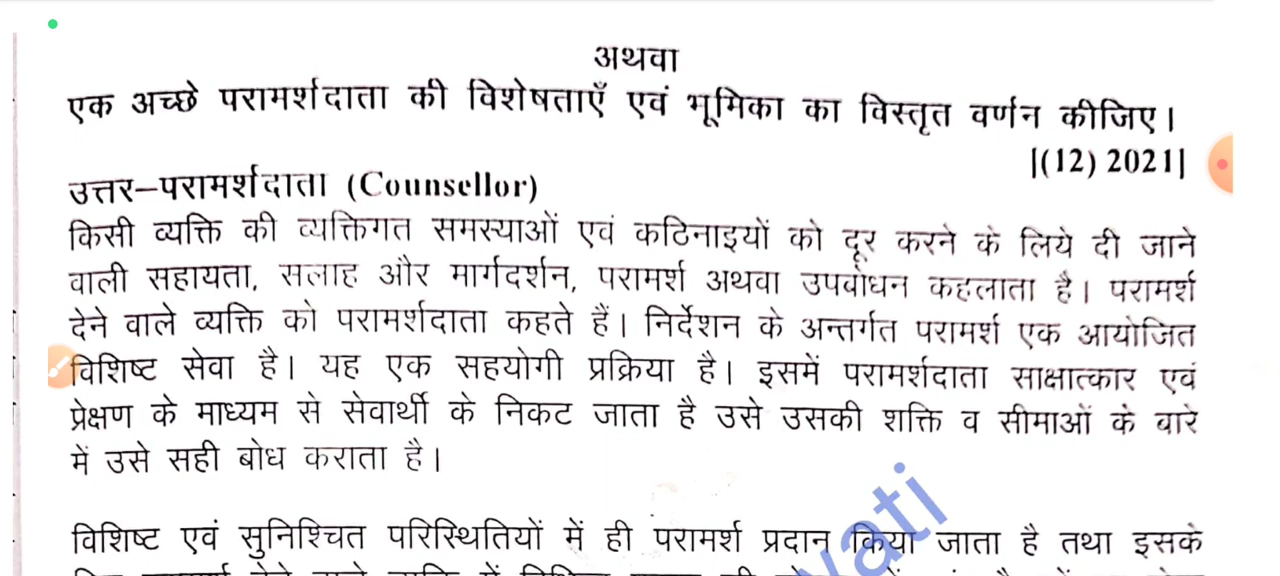 अथवा
एक अच्छे परामर्शदाता की विशेषताएँ एवं भूमिका का विस्तृत वर्णन कीजिए।
[(12) 2021]
उत्तर–परामर्शदाता (Counsellor)
किसी व्यक्ति की व्यक्तिगत समस्याओं एवं कठिनाइयों को दूर करने के लिये दी जाने
वाली सहायता, सलाह और मार्गदर्शन, परामर्श अथवा उपबोधन कहलाता है। परामर्श
देने वाले व्यक्ति को परामर्शदाता कहते हैं। निर्देशन के अन्तर्गत परामर्श एक आयोजित
विशिष्ट सेवा है। यह एक सहयोगी प्रक्रिया है। इसमें परामर्शदाता साक्षात्कार एवं
प्रेक्षण के माध्यम से सेवार्थी के निकट जाता है उसे उसकी शक्ति व सीमाओं के बारे
में उसे सही बोध कराता है।
विशिष्ट एवं सुनिश्चित परिस्थितियों में ही परामर्श प्रदान किया जाता है तथा इसके
vati